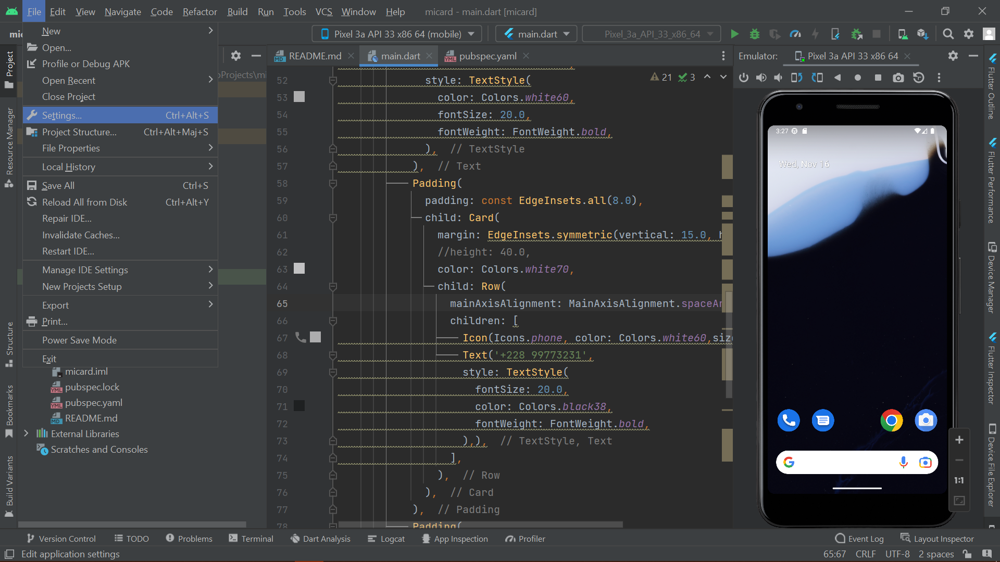 File Edit View Navigate Code Refactor Build Run Tools VCS Window Help micard - main.dart [micard]
mic
Pixel 3a API 33 x86 64 (mobile) main.dart Pixel_3a_API_33_x86_64
New
Open...
Profile or Debug APK
Open Recent
Close Project
Settings... Ctrl+Alt+S
Project Structure... Ctrl+Alt+Maj+S
File Properties
Local History
Save All Ctrl+S
Reload All from Disk Ctrl+Alt+Y
Repair IDE...
Invalidate Caches...
Restart IDE...
Manage IDE Settings
New Projects Setup
Export
Print...
Power Save Mode
Exit
Project
Resource Manager
Structure
Bookmarks
Build Variants
oProjects\mi
micard.iml
YML pubspec.lock
YML pubspec.yaml
MD README.md
External Libraries
Scratches and Consoles
MD README.md main.dart YML pubspec.yaml
21 3
52 style: TextStyle(
53 color: Colors.white60,
54 fontSize: 20.0,
55 fontWeight: FontWeight.bold,
56 ), // TextStyle
57 ), // Text
58 Padding(
59 padding: const EdgeInsets.all(8.0),
60 child: Card(
61 margin: EdgeInsets.symmetric(vertical: 15.0, h
62 //height: 40.0,
63 color: Colors.white70,
64 child: Row(
65 mainAxisAlignment: MainAxisAlignment.spaceAr
66 children: [
67 Icon(Icons.phone, color: Colors.white60,size
68 Text('+228 99773231',
69 style: TextStyle(
70 fontSize: 20.0,
71 color: Colors.black38,
72 fontWeight: FontWeight.bold,
73 ),), // TextStyle, Text
74 ],
75 ), // Row
76 ), // Card
77 ), // Padding
78 Padding(
Emulator: Pixel 3a API 33 x86 64
3:27
Wed, Nov 16
G
1:1
Flutter Outline
Flutter Performance
Device Manager
Flutter Inspector
Device File Explorer
Version Control TODO Problems Terminal Dart Analysis Logcat App Inspection Profiler Event Log Layout Inspector
Edit application settings 65:67 CRLF UTF-8 2 spaces